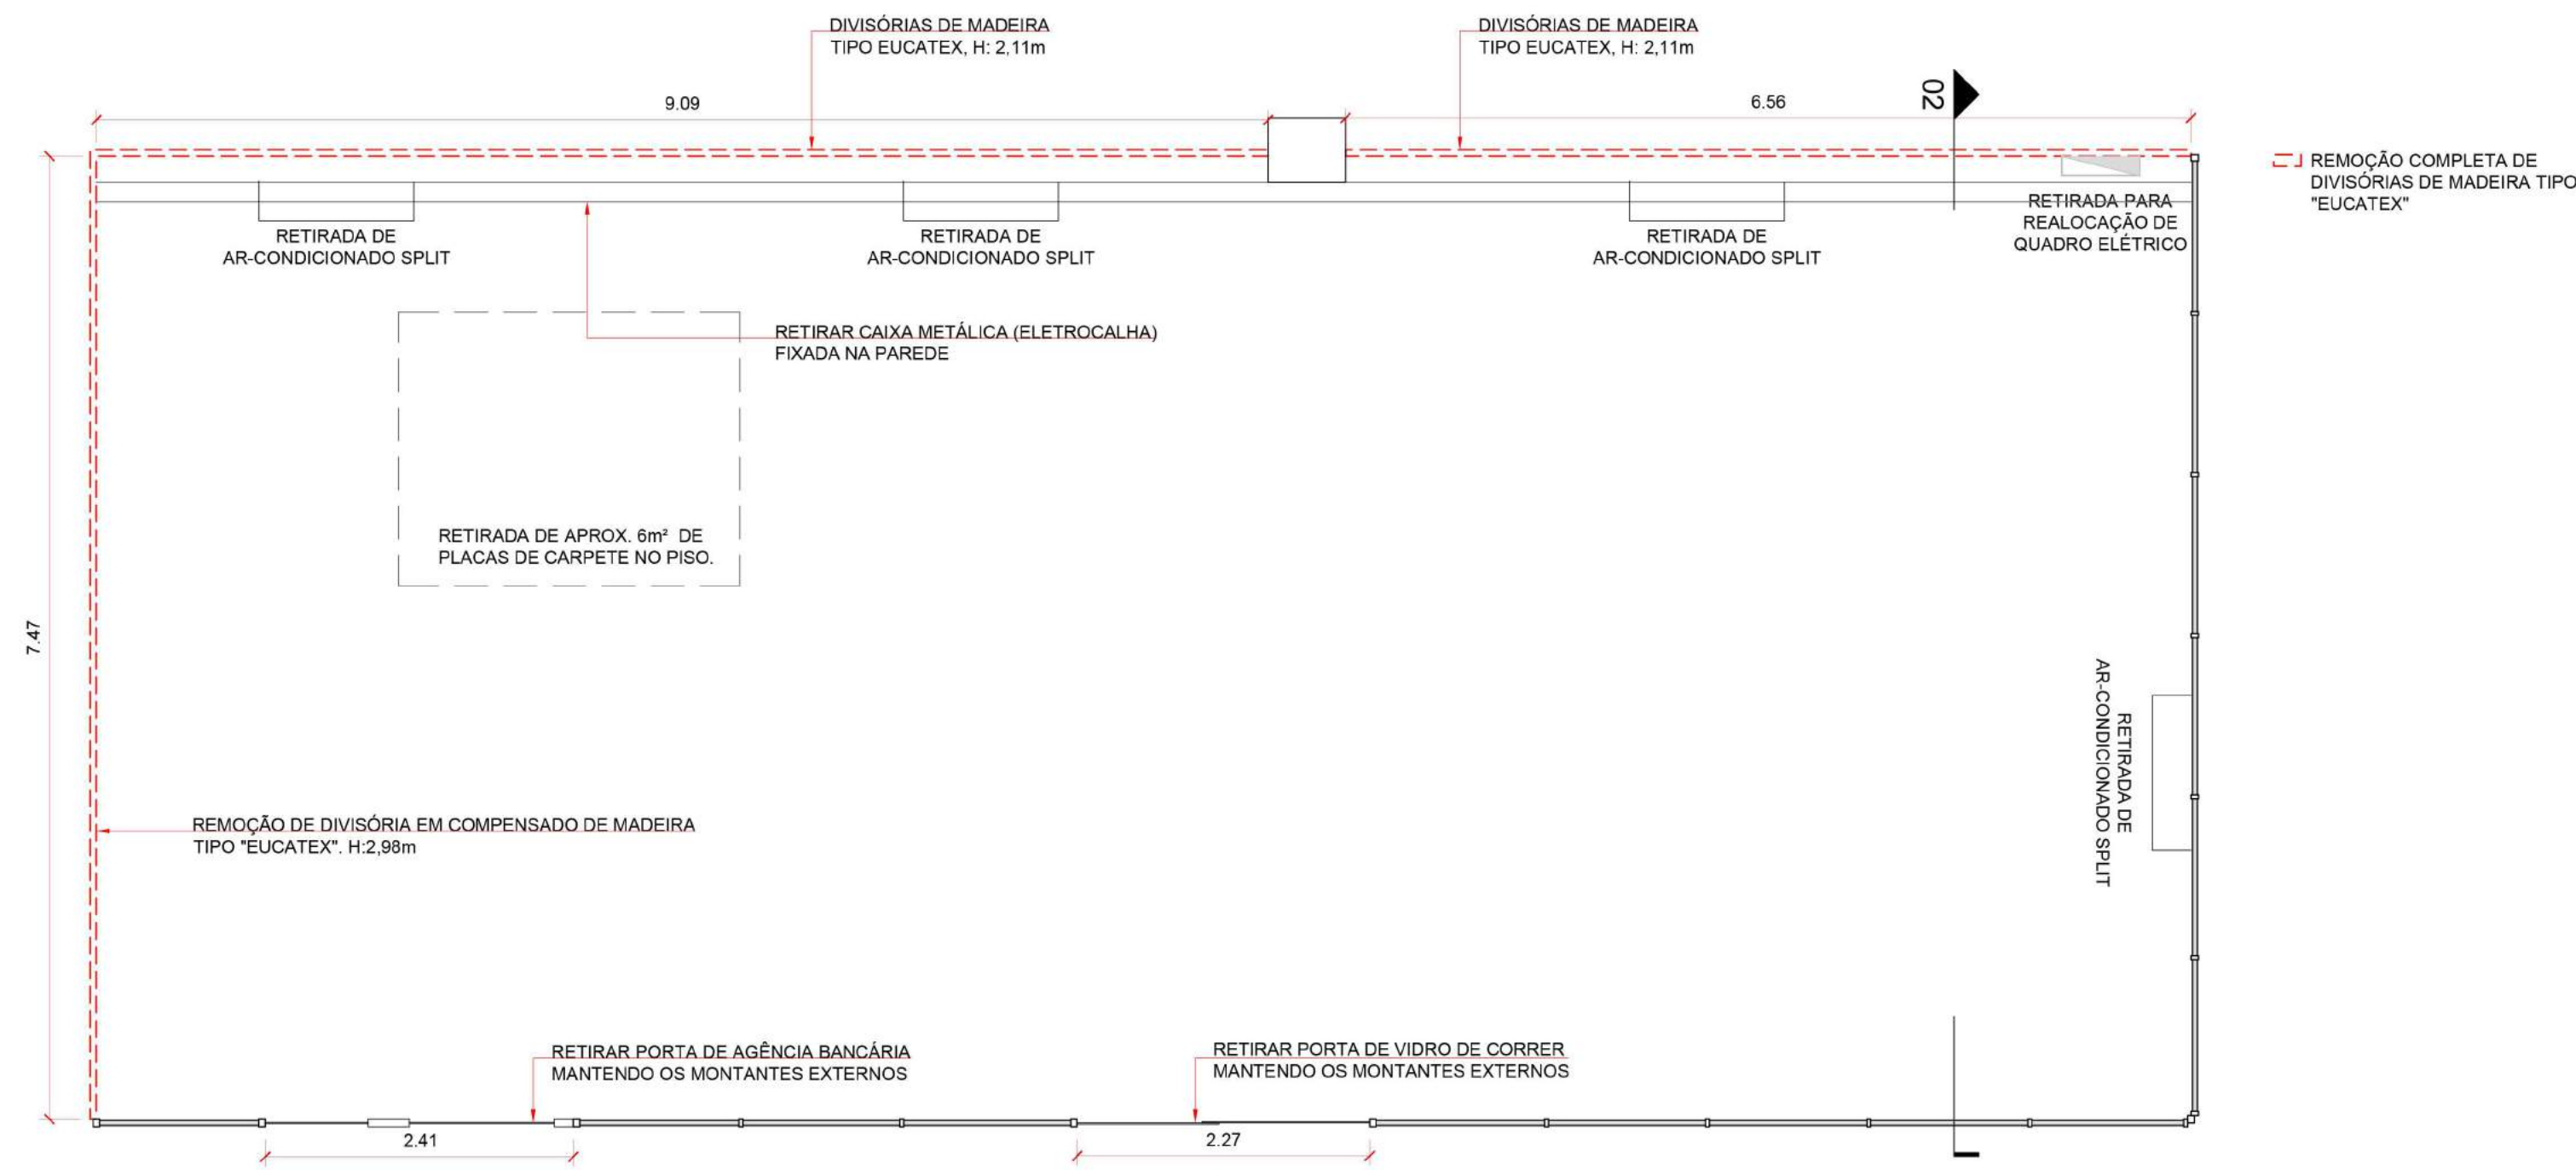 DIVISÓRIAS DE MADEIRA
TIPO EUCATEX, H: 2,11m
DIVISÓRIAS DE MADEIRA
TIPO EUCATEX, H: 2,11m
9.09
6.56
02
REMOÇÃO COMPLETA DE
DIVISÓRIAS DE MADEIRA TIPO
"EUCATEX"
RETIRADA DE
AR-CONDICIONADO SPLIT
RETIRADA DE
AR-CONDICIONADO SPLIT
RETIRADA DE
AR-CONDICIONADO SPLIT
RETIRADA PARA
REALOCAÇÃO DE
QUADRO ELÉTRICO
RETIRAR CAIXA METÁLICA (ELETROCALHA)
FIXADA NA PAREDE
RETIRADA DE APROX. 6m² DE
PLACAS DE CARPETE NO PISO.
7.47
RETIRADA DE
AR-CONDICIONADO SPLIT
REMOÇÃO DE DIVISÓRIA EM COMPENSADO DE MADEIRA
TIPO "EUCATEX". H:2,98m
RETIRAR PORTA DE AGÊNCIA BANCÁRIA
MANTENDO OS MONTANTES EXTERNOS
RETIRAR PORTA DE VIDRO DE CORRER
MANTENDO OS MONTANTES EXTERNOS
2.41
2.27